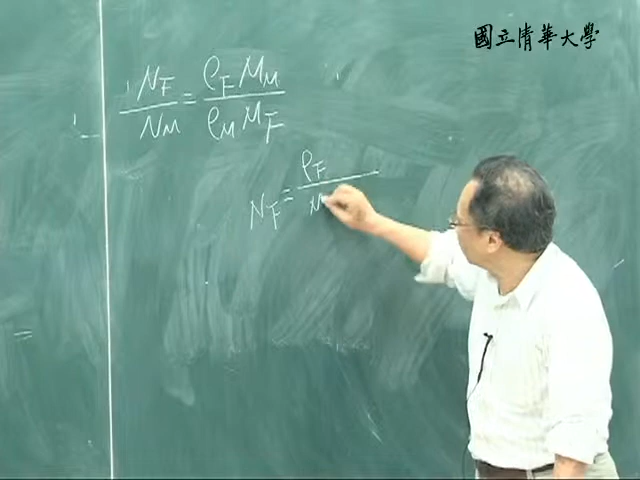 國立清華大學
N_F / N_M = ρ_F M_M / ρ_M M_F
N_F = ρ_F / M